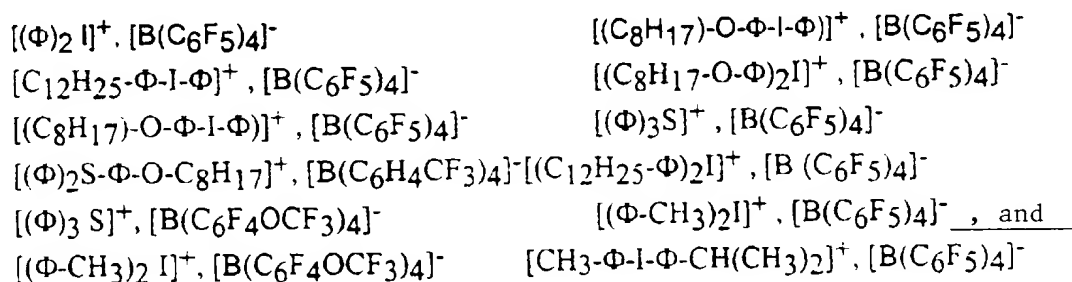 [(Φ)2 I]+, [B(C6F5)4]- [(C8H17)-O-Φ-I-Φ)]+, [B(C6F5)4]-
[C12H25-Φ-I-Φ]+, [B(C6F5)4]- [(C8H17-O-Φ)2I]+, [B(C6F5)4]-
[(C8H17)-O-Φ-I-Φ)]+, [B(C6F5)4]- [(Φ)3S]+, [B(C6F5)4]-
[(Φ)2S-Φ-O-C8H17]+, [B(C6H4CF3)4]-[(C12H25-Φ)2I]+, [B (C6F5)4]-
[(Φ)3 S]+, [B(C6F4OCF3)4]- [(Φ-CH3)2I]+, [B(C6F5)4]- , and
[(Φ-CH3)2 I]+, [B(C6F4OCF3)4]- [CH3-Φ-I-Φ-CH(CH3)2]+, [B(C6F5)4]-